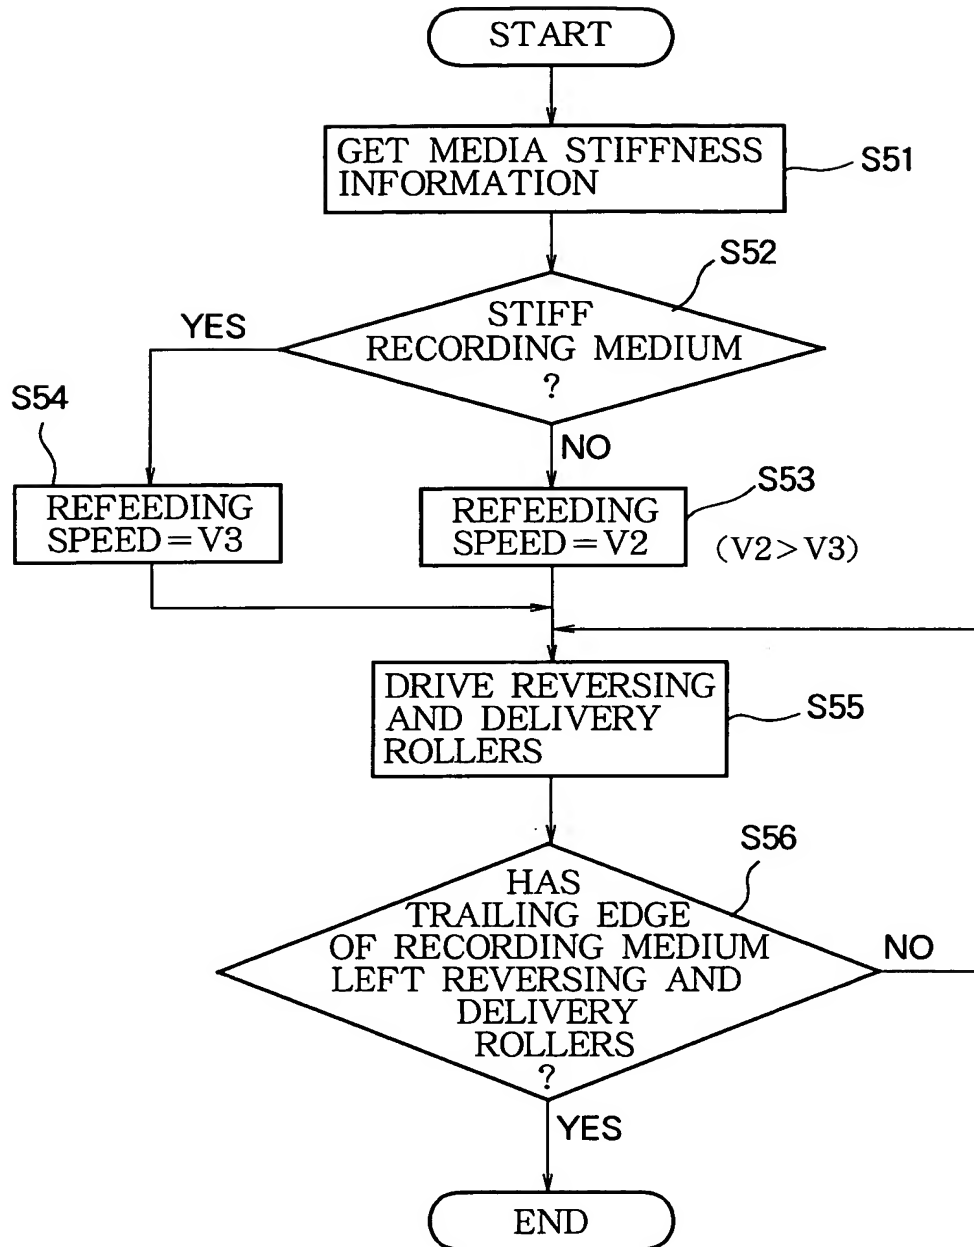 START
GET MEDIA STIFFNESS
INFORMATION
S51
S52
STIFF
RECORDING MEDIUM
?
YES
NO
S54
REFEEDING
SPEED=V3
S53
REFEEDING
SPEED=V2
(V2>V3)
DRIVE REVERSING
AND DELIVERY
ROLLERS
S55
S56
HAS
TRAILING EDGE
OF RECORDING MEDIUM
LEFT REVERSING AND
DELIVERY
ROLLERS
?
NO
YES
END